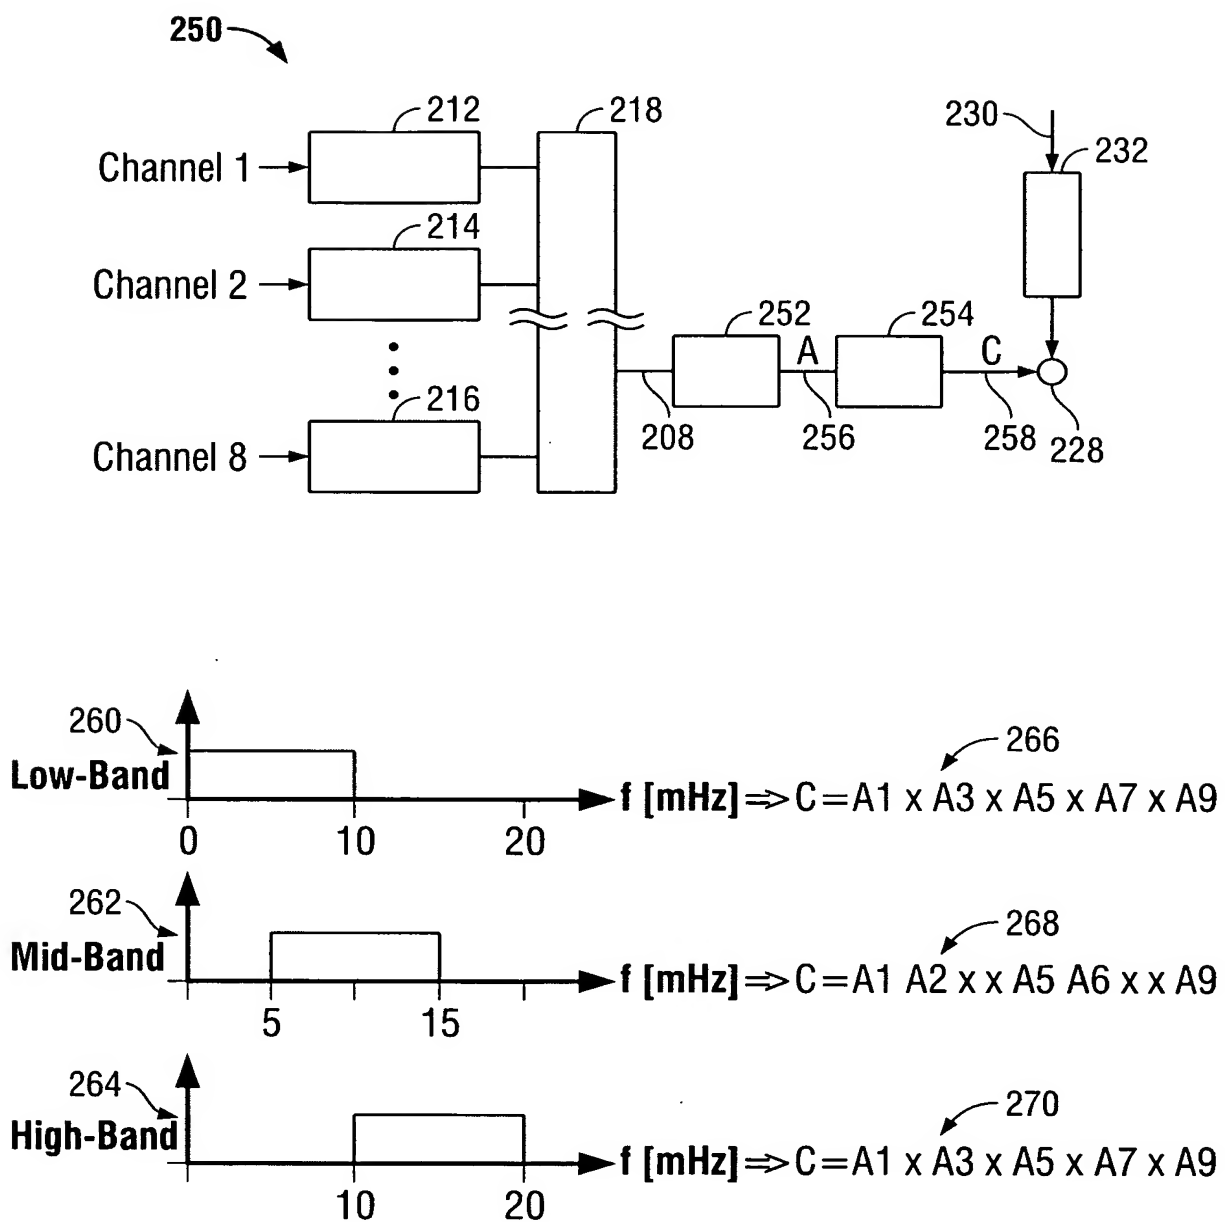 250
212
218
230
232
Channel 1
214
Channel 2
252
254
A
C
216
208
256
258
228
Channel 8
260
266
Low-Band
f [mHz] ⇒ C=A1 x A3 x A5 x A7 x A9
0 10 20
262
268
Mid-Band
f [mHz] ⇒ C=A1 A2 x x A5 A6 x x A9
5 15
264
270
High-Band
f [mHz] ⇒ C=A1 x A3 x A5 x A7 x A9
10 20